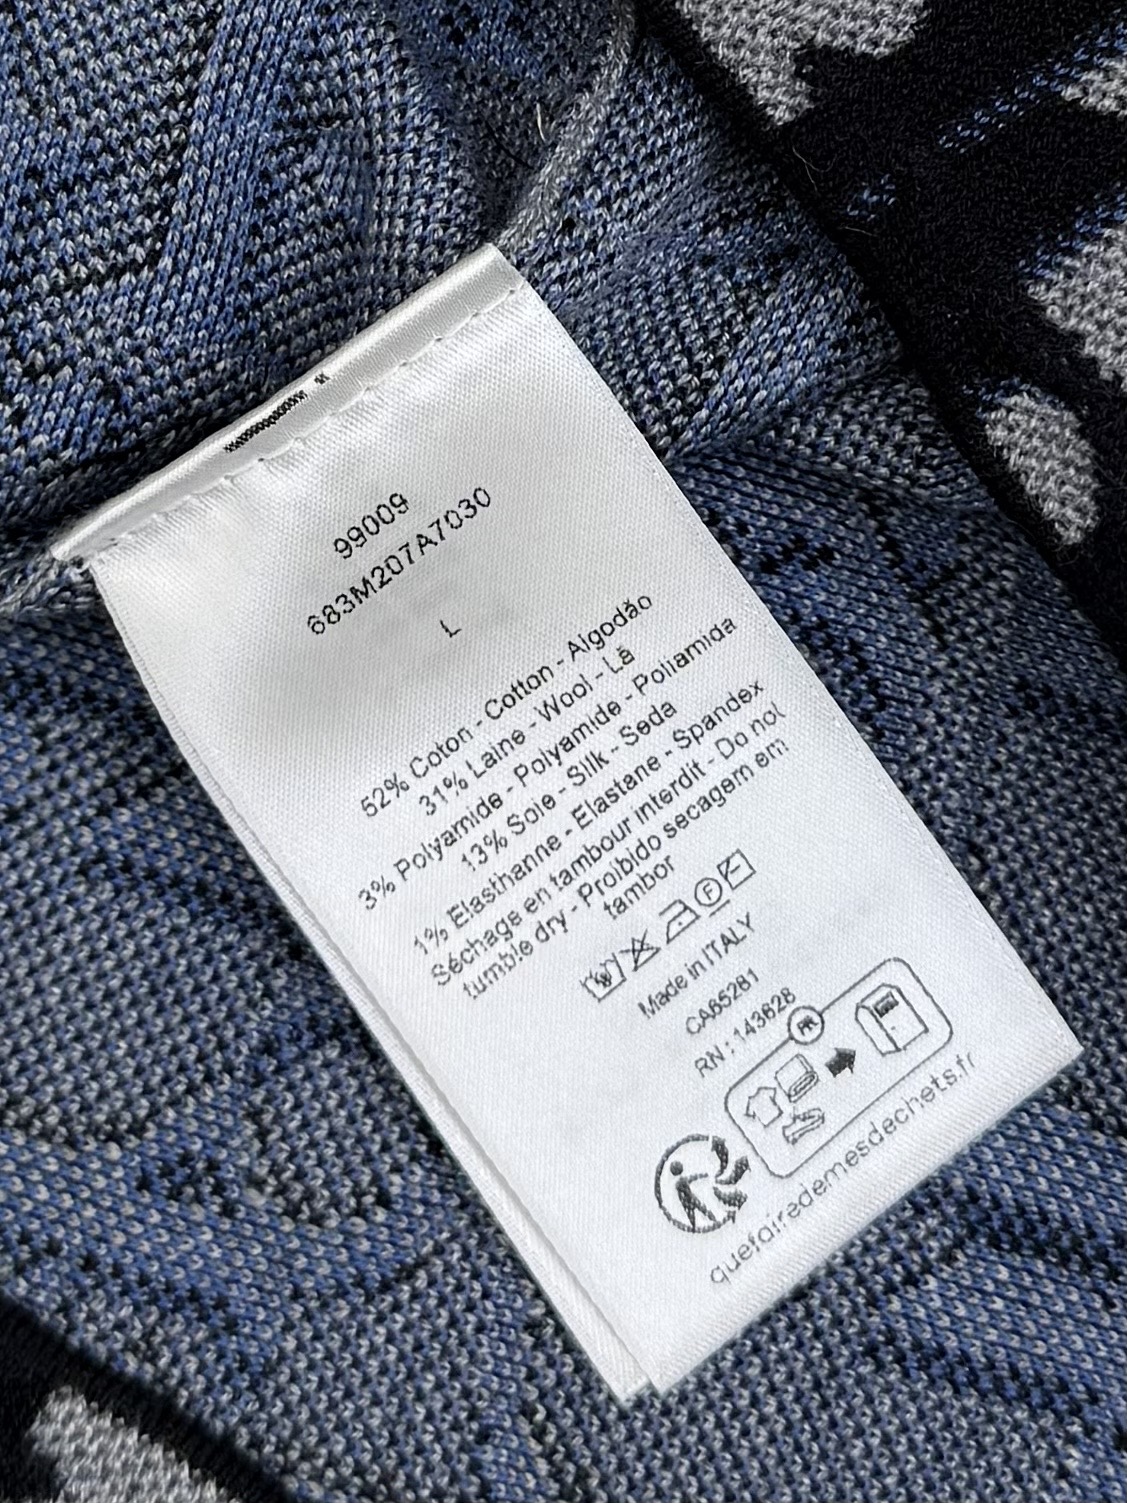 99009
683M207A7030
L
52% Coton - Cotton - Algodão
31% Laine - Wool - Lã
3% Polyamide - Polyamide - Poliamida
13% Soie - Silk - Seda
1% Elasthanne - Elastane - Spandex
Séchage en tambour interdit - Do not
tumble dry - Proibido secagem em
tambor
F
Made in ITALY
CA65281
RN : 143628
FR
quefairedemesdechets.fr